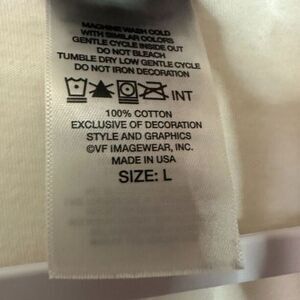 MACHINE WASH COLD
WITH SIMILAR COLORS
GENTLE CYCLE INSIDE OUT
DO NOT BLEACH
TUMBLE DRY LOW GENTLE CYCLE
DO NOT IRON DECORATION
INT
100% COTTON
EXCLUSIVE OF DECORATION
STYLE AND GRAPHICS
©VF IMAGEWEAR, INC.
MADE IN USA
SIZE: L